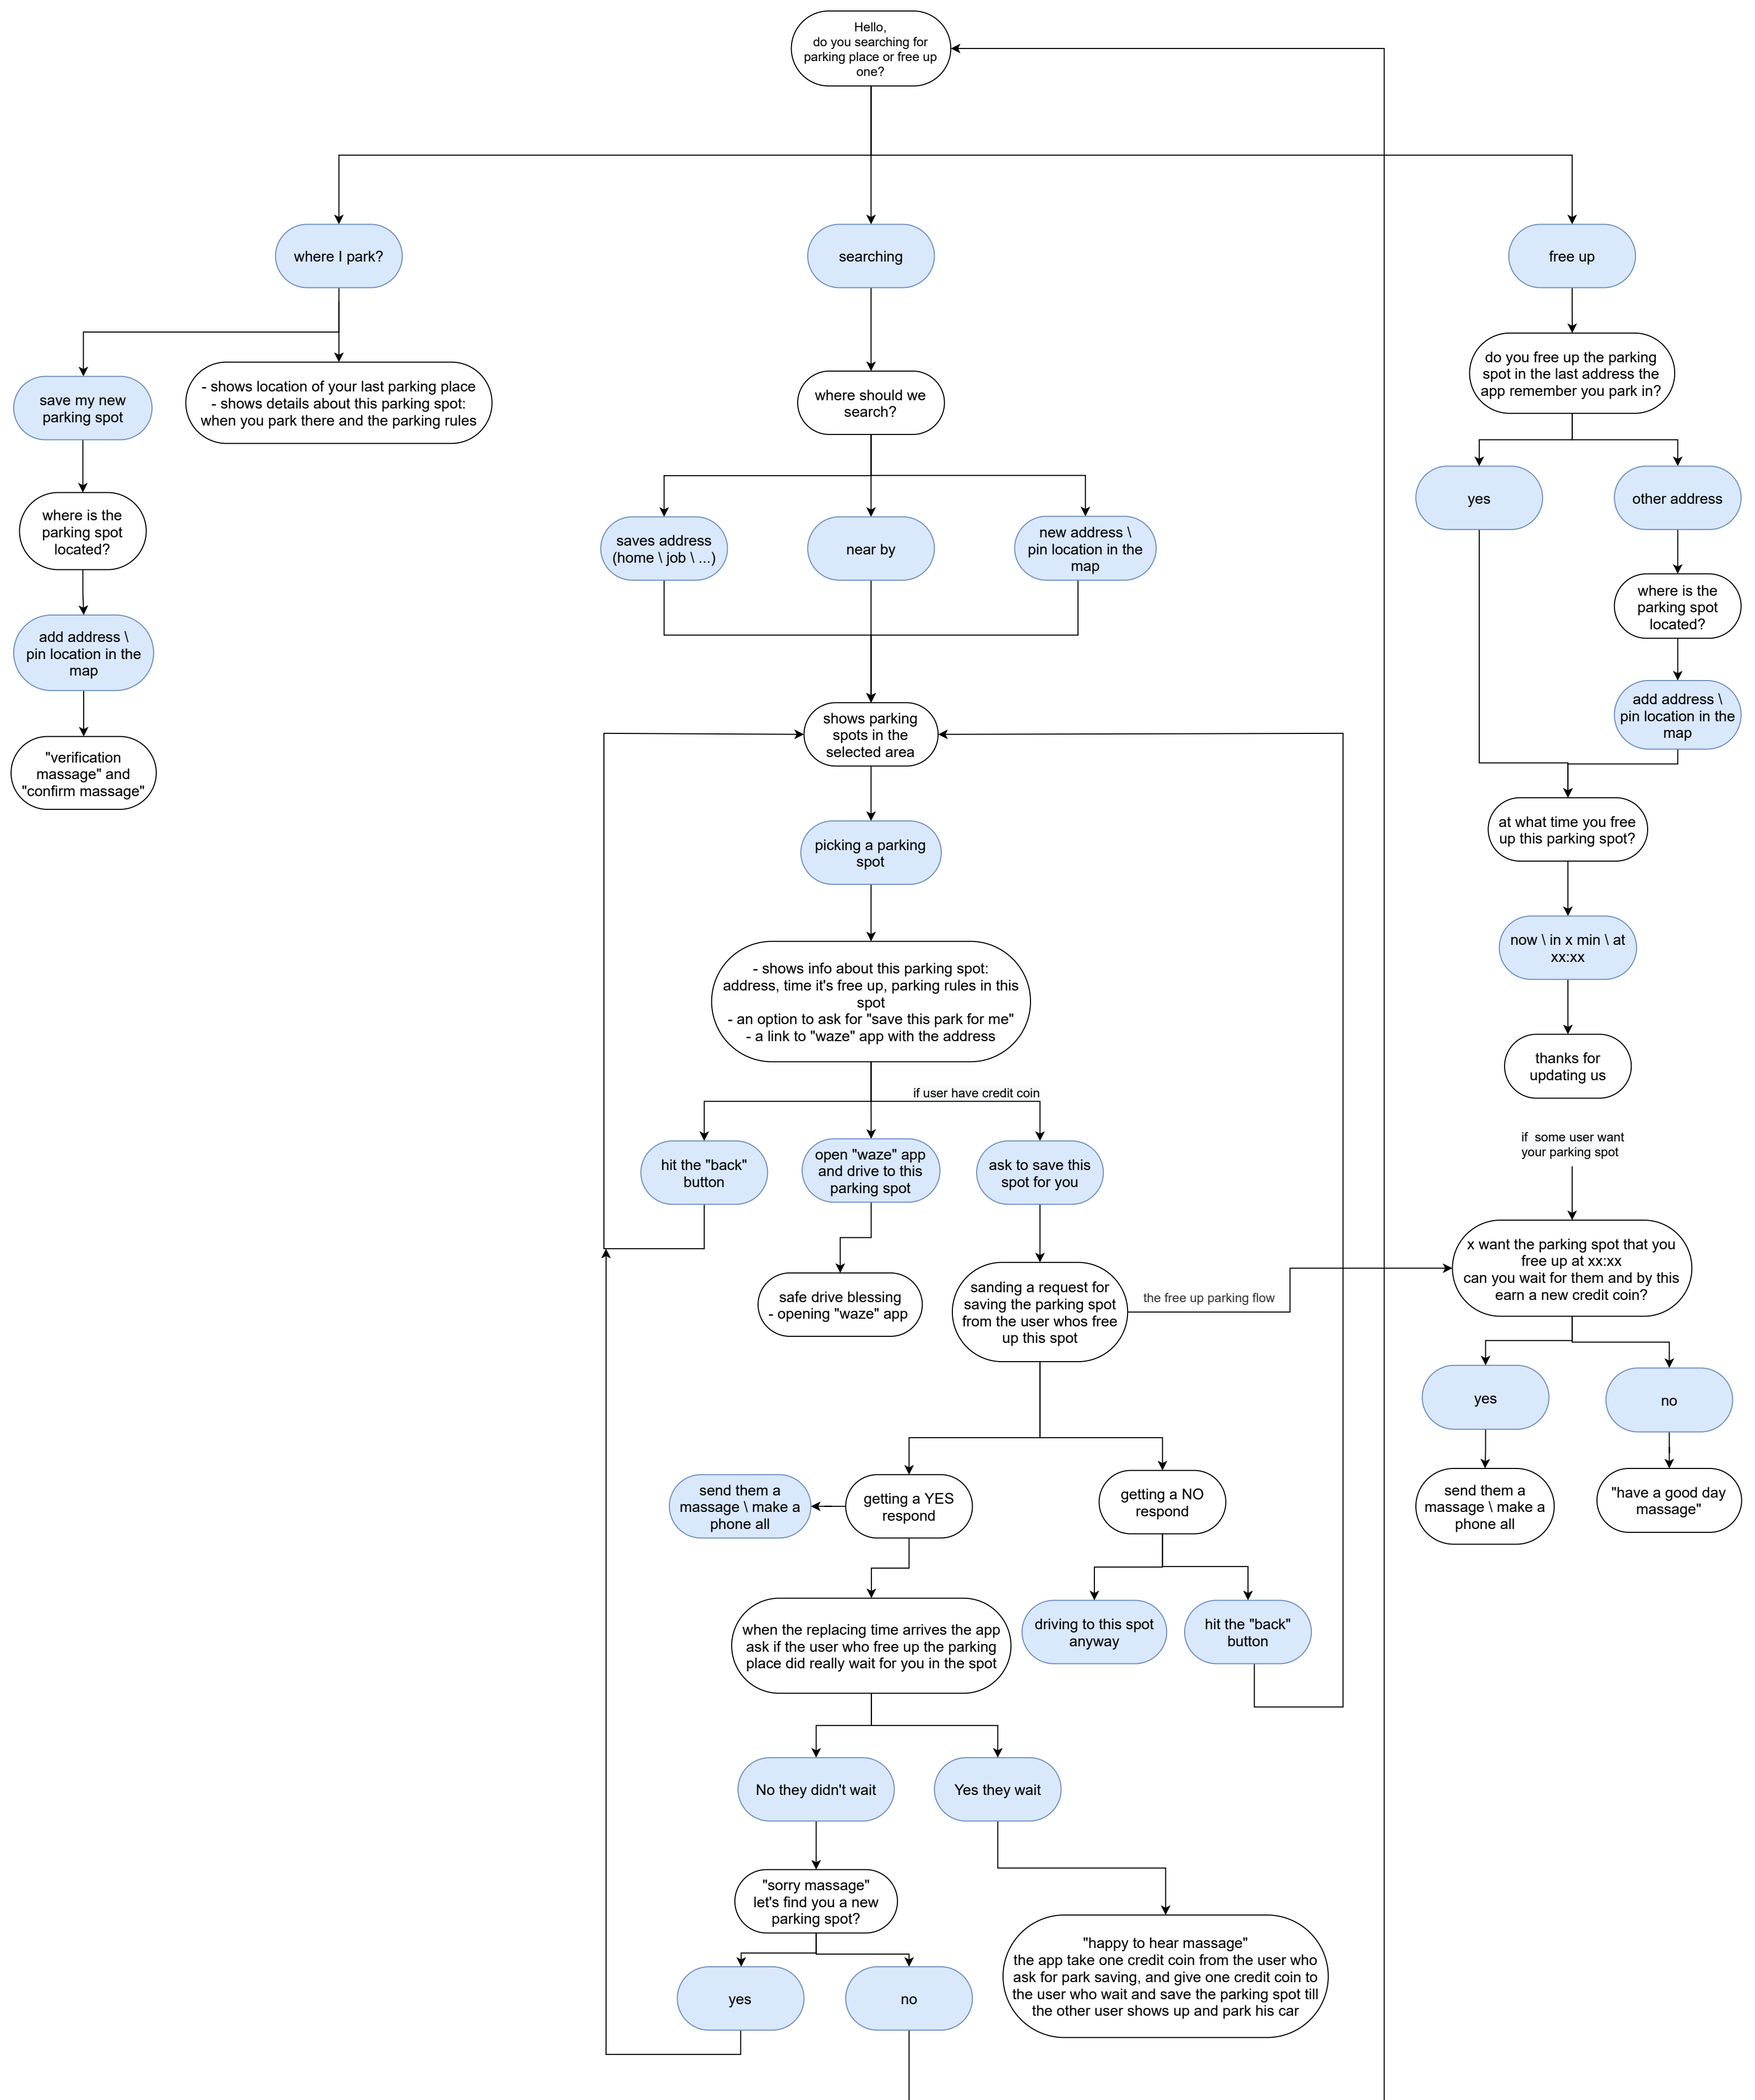 Hello,
do you searching for
parking place or free up
one?
where I park?
searching
free up
save my new
parking spot
- shows location of your last parking place
- shows details about this parking spot:
when you park there and the parking rules
where is the
parking spot
located?
add address \
pin location in the
map
"verification
massage" and
"confirm massage"
where should we
search?
saves address
(home \ job \ ...)
near by
new address \
pin location in the
map
shows parking
spots in the
selected area
picking a parking
spot
- shows info about this parking spot:
address, time it's free up, parking rules in this
spot
- an option to ask for "save this park for me"
- a link to "waze" app with the address
if user have credit coin
hit the "back"
button
open "waze" app
and drive to this
parking spot
ask to save this
spot for you
safe drive blessing
- opening "waze" app
sanding a request for
saving the parking spot
from the user whos free
up this spot
the free up parking flow
send them a
massage \ make a
phone all
getting a YES
respond
getting a NO
respond
when the replacing time arrives the app
ask if the user who free up the parking
place did really wait for you in the spot
driving to this spot
anyway
hit the "back"
button
No they didn't wait
Yes they wait
"sorry massage"
let's find you a new
parking spot?
"happy to hear massage"
the app take one credit coin from the user who
ask for park saving, and give one credit coin to
the user who wait and save the parking spot till
the other user shows up and park his car
yes
no
do you free up the parking
spot in the last address the
app remember you park in?
yes
other address
where is the
parking spot
located?
add address \
pin location in the
map
at what time you free
up this parking spot?
now \ in x min \ at
xx:xx
thanks for
updating us
if some user want
your parking spot
x want the parking spot that you
free up at xx:xx
can you wait for them and by this
earn a new credit coin?
yes
no
send them a
massage \ make a
phone all
"have a good day
massage"